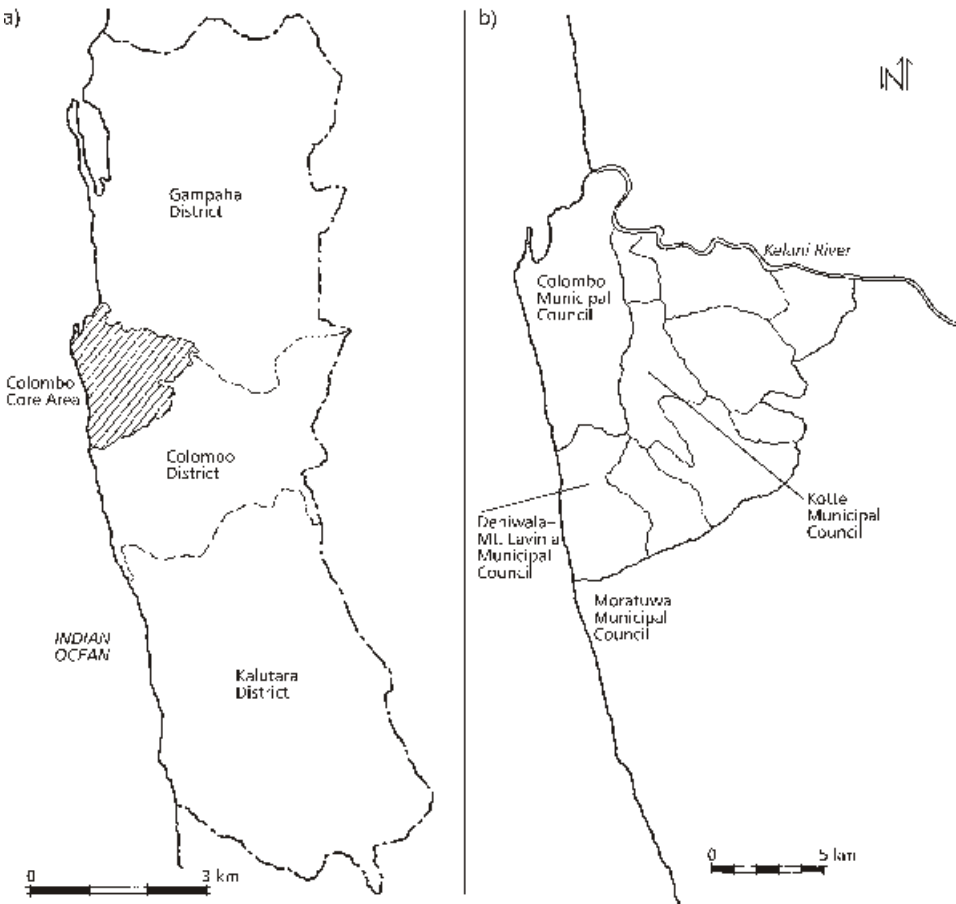 a)
Gampaha
District
Colombo
Core Area
Colomoo
District
INDIAN
OCEAN
Kalutara
District
0 3 km
b)
N
Kelani River
Colombo
Municipal
Council
Kotte
Municipal
Council
Deniwala–
Mt. Lavinia
Municipal
Council
Moratuwa
Municipal
Council
0 5 km